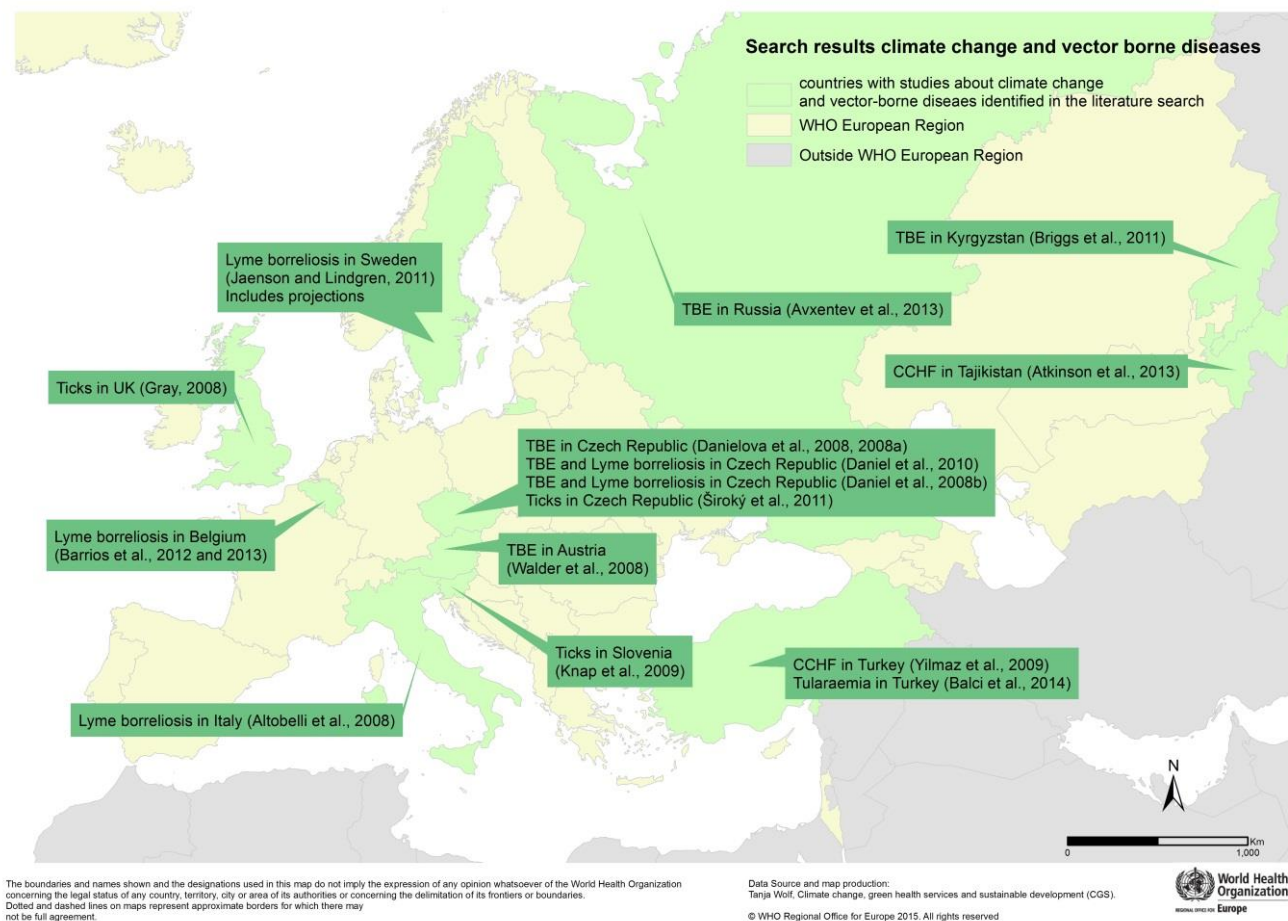 Search results climate change and vector borne diseases
countries with studies about climate change
and vector-borne diseaes identified in the literature search
WHO European Region
Outside WHO European Region
TBE in Kyrgyzstan (Briggs et al., 2011)
Lyme borreliosis in Sweden
(Jaenson and Lindgren, 2011)
Includes projections
TBE in Russia (Avxentev et al., 2013)
CCHF in Tajikistan (Atkinson et al., 2013)
Ticks in UK (Gray, 2008)
TBE in Czech Republic (Danielova et al., 2008, 2008a)
TBE and Lyme borreliosis in Czech Republic (Daniel et al., 2010)
TBE and Lyme borreliosis in Czech Republic (Daniel et al., 2008b)
Ticks in Czech Republic (Široký et al., 2011)
Lyme borreliosis in Belgium
(Barrios et al., 2012 and 2013)
TBE in Austria
(Walder et al., 2008)
Ticks in Slovenia
(Knap et al., 2009)
CCHF in Turkey (Yilmaz et al., 2009)
Tularaemia in Turkey (Balci et al., 2014)
Lyme borreliosis in Italy (Altobelli et al., 2008)
N
Km
0 1,000
The boundaries and names shown and the designations used in this map do not imply the expression of any opinion whatsoever of the World Health Organization
concerning the legal status of any country, territory, city or area of its authorities or concerning the delimitation of its frontiers or boundaries.
Dotted and dashed lines on maps represent approximate borders for which there may
not be full agreement.
Data Source and map production:
Tanja Wolf, Climate change, green health services and sustainable development (CGS).
© WHO Regional Office for Europe 2015. All rights reserved
World Health
Organization
REGIONAL OFFICE FOR Europe